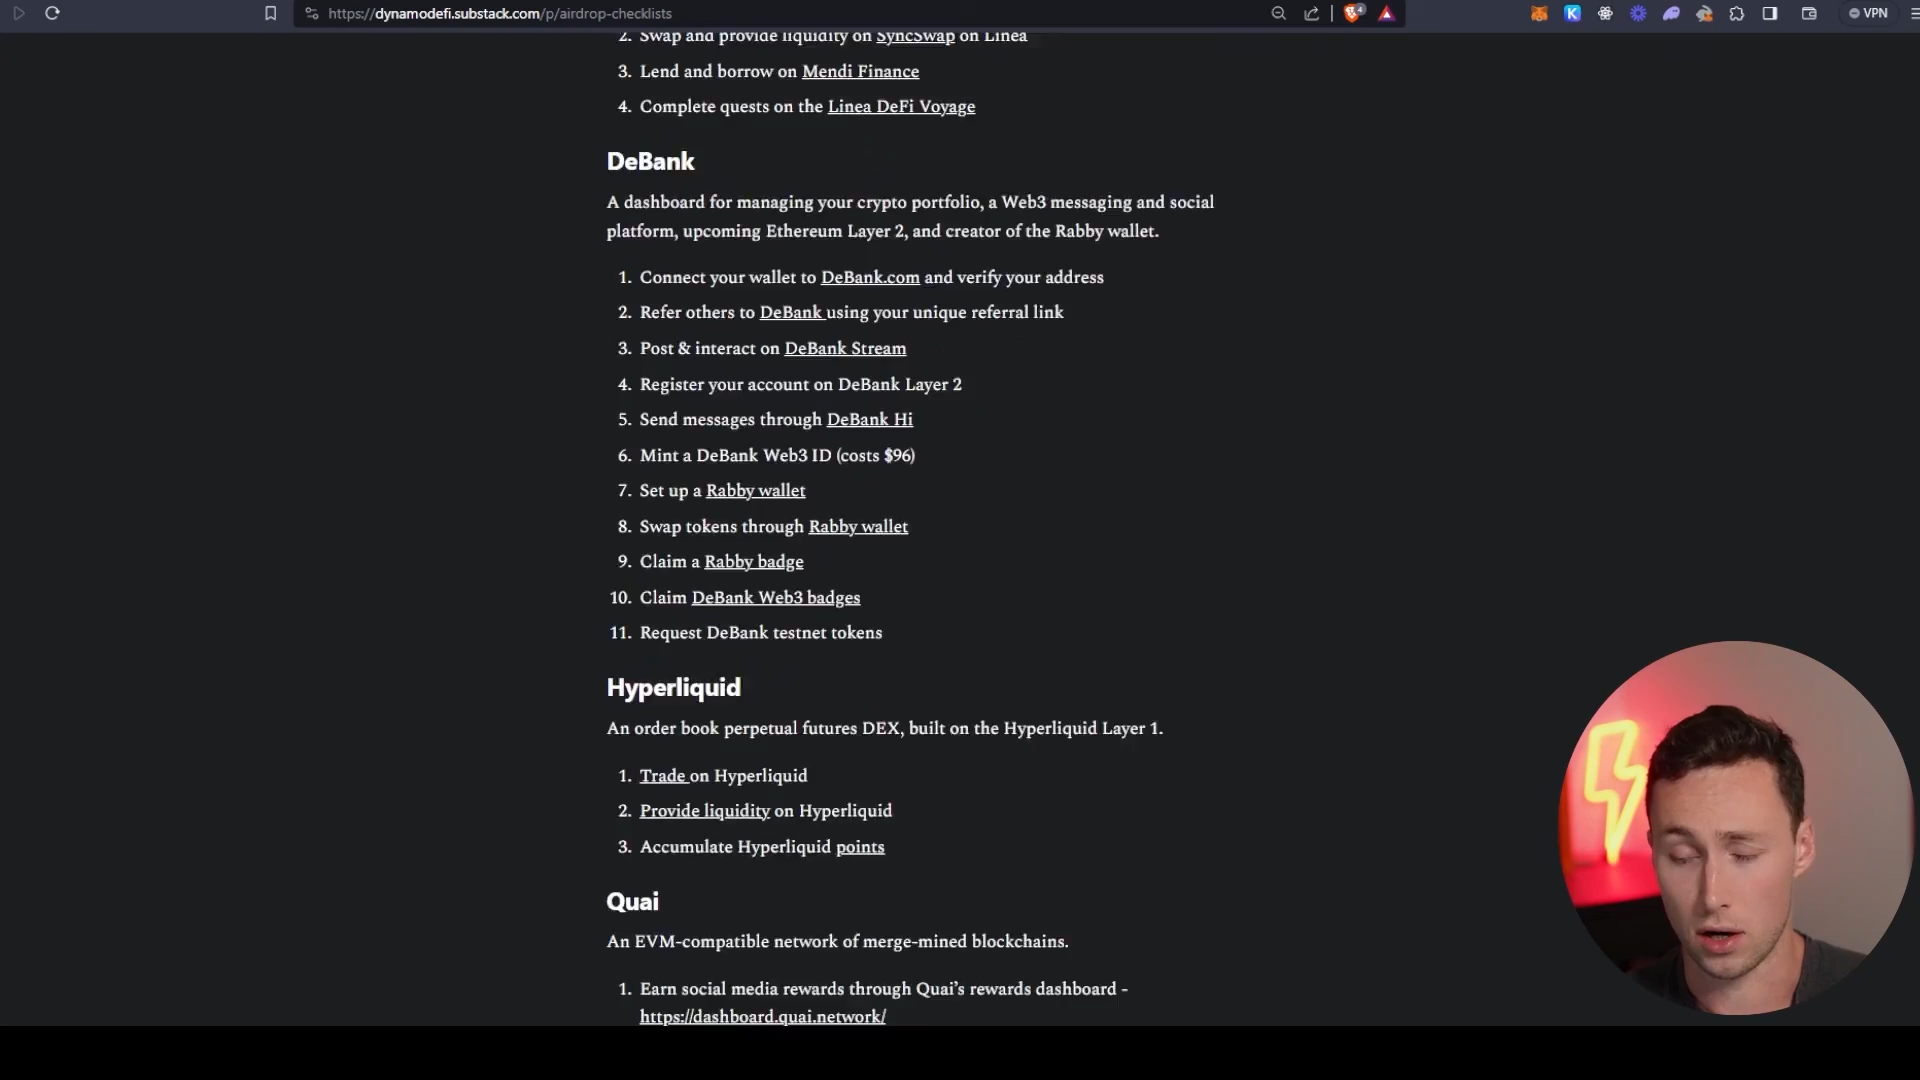 https://dynamodefi.substack.com/p/airdrop-checklists
4
VPN
2. Swap and provide liquidity on SyncSwap on Linea
3. Lend and borrow on Mendi Finance
4. Complete quests on the Linea DeFi Voyage
DeBank
A dashboard for managing your crypto portfolio, a Web3 messaging and social
platform, upcoming Ethereum Layer 2, and creator of the Rabby wallet.
1. Connect your wallet to DeBank.com and verify your address
2. Refer others to DeBank using your unique referral link
3. Post & interact on DeBank Stream
4. Register your account on DeBank Layer 2
5. Send messages through DeBank Hi
6. Mint a DeBank Web3 ID (costs $96)
7. Set up a Rabby wallet
8. Swap tokens through Rabby wallet
9. Claim a Rabby badge
10. Claim DeBank Web3 badges
11. Request DeBank testnet tokens
Hyperliquid
An order book perpetual futures DEX, built on the Hyperliquid Layer 1.
1. Trade on Hyperliquid
2. Provide liquidity on Hyperliquid
3. Accumulate Hyperliquid points
Quai
An EVM-compatible network of merge-mined blockchains.
1. Earn social media rewards through Quai’s rewards dashboard -
https://dashboard.quai.network/